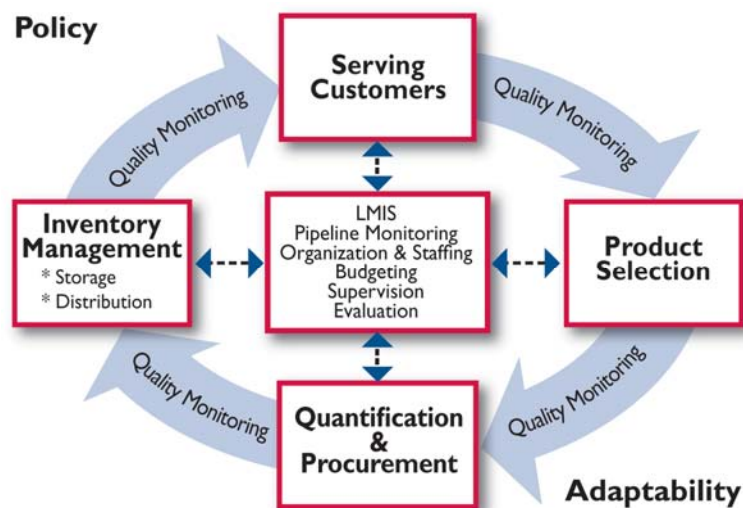 Policy
Serving
Customers
Quality Monitoring
Quality Monitoring
Inventory
Management
* Storage
* Distribution
LMIS
Pipeline Monitoring
Organization & Staffing
Budgeting
Supervision
Evaluation
Product
Selection
Quality Monitoring
Quality Monitoring
Quantification
&
Procurement
Adaptability